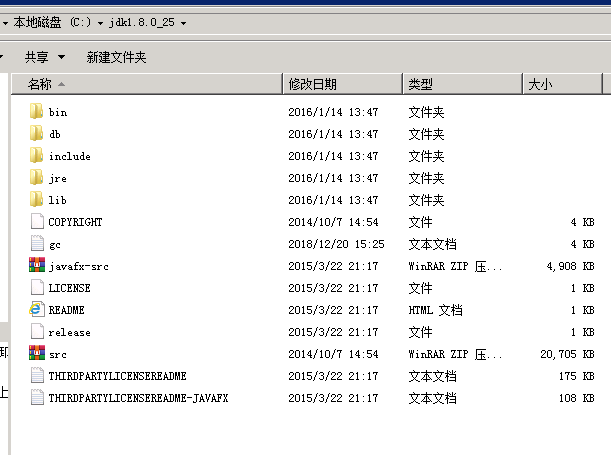 本地磁盘 (C:) jdk1.8.0_25
共享 新建文件夹
名称 修改日期 类型 大小
bin 2016/1/14 13:47 文件夹
db 2016/1/14 13:47 文件夹
include 2016/1/14 13:47 文件夹
jre 2016/1/14 13:47 文件夹
lib 2016/1/14 13:47 文件夹
COPYRIGHT 2014/10/7 14:54 文件 4 KB
gc 2018/12/20 15:25 文本文档 4 KB
javafx-src 2015/3/22 21:17 WinRAR ZIP 压... 4,908 KB
LICENSE 2015/3/22 21:17 文件 1 KB
README 2015/3/22 21:17 HTML 文档 1 KB
release 2015/3/22 21:17 文件 1 KB
卸
src 2014/10/7 14:54 WinRAR ZIP 压... 20,705 KB
THIRDPARTYLICENSEREADME 2015/3/22 21:17 文本文档 175 KB
上
THIRDPARTYLICENSEREADME-JAVAFX 2015/3/22 21:17 文本文档 108 KB